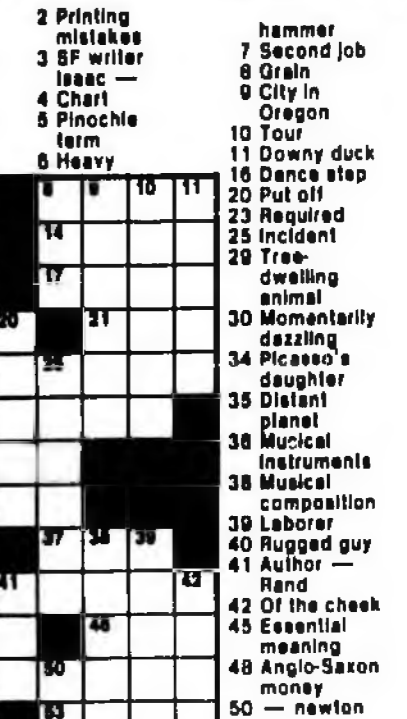 2 Printing
mistakes
3 SF writer
Isaac —
4 Chart
5 Pinochle
term
6 Heavy
hammer
7 Second job
8 Grain
9 City in
Oregon
10 Tour
11 Downy duck
16 Dance step
20 Put off
23 Required
25 Incident
29 Tree-
dwelling
animal
30 Momentarily
dazzling
34 Picasso's
daughter
35 Distant
planet
36 Musical
instruments
38 Musical
composition
39 Laborer
40 Rugged guy
41 Author —
Rand
42 Of the cheek
45 Essential
meaning
48 Anglo-Saxon
money
50 — newton
8 9 10 11
14
17
20 21
37 38 39
41 42
46
50
53